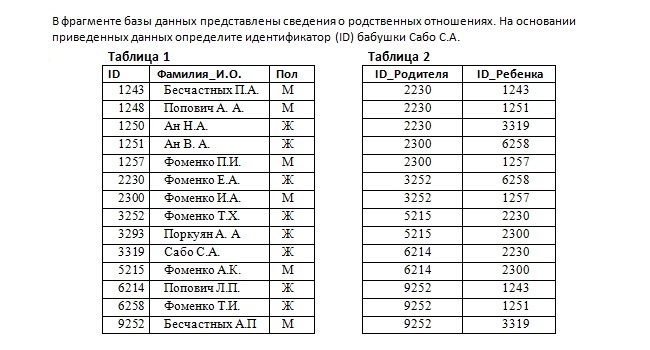 В фрагменте базы данных представлены сведения о родственных отношениях. На основании
приведенных данных определите идентификатор (ID) бабушки Сабо С.А.
Таблица 1 Таблица 2
ID Фамилия_И.О. Пол ID_Родителя ID_Ребенка
1243 Бесчастных П.А. М 2230 1243
1248 Попович А. А. М 2230 1251
1250 Ан Н.А. Ж 2230 3319
1251 Ан В. А. Ж 2300 6258
1257 Фоменко П.И. М 2300 1257
2230 Фоменко Е.А. Ж 3252 6258
2300 Фоменко И.А. М 3252 1257
3252 Фоменко Т.Х. Ж 5215 2230
3293 Поркуян А. А Ж 5215 2300
3319 Сабо С.А. Ж 6214 2230
5215 Фоменко А.К. М 6214 2300
6214 Попович Л.П. Ж 9252 1243
6258 Фоменко Т.И. Ж 9252 1251
9252 Бесчастных А.П М 9252 3319